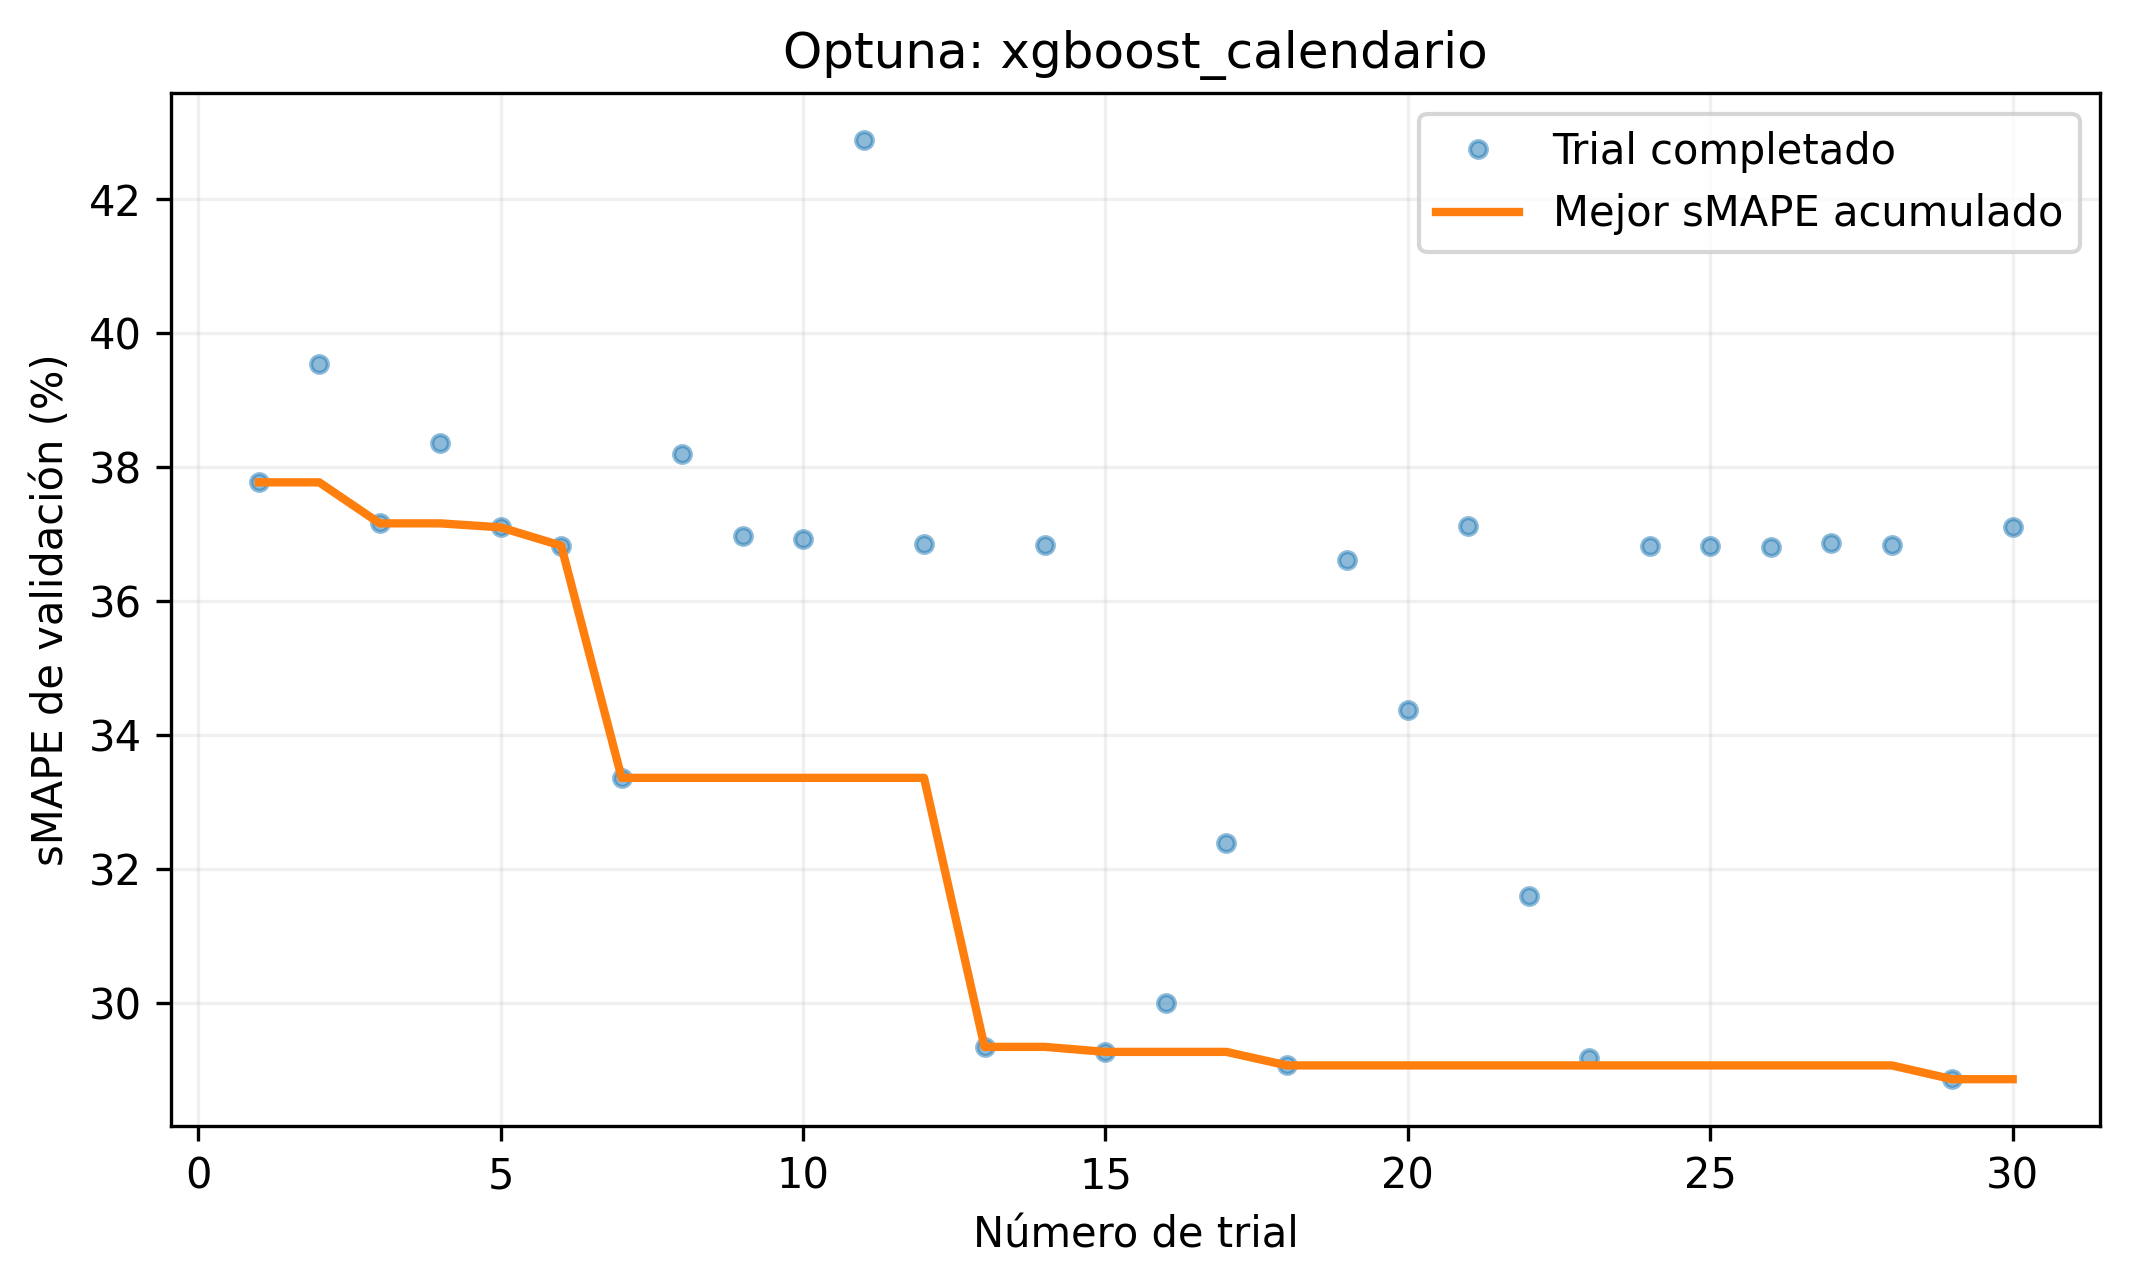 Optuna: xgboost_calendario
Trial completado
Mejor sMAPE acumulado
sMAPE de validación (%)
42
40
38
36
34
32
30
0 5 10 15 20 25 30
Número de trial